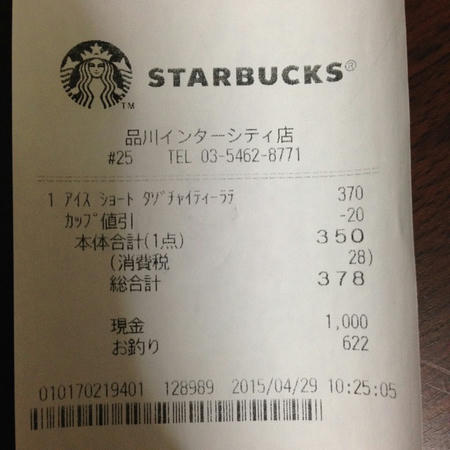 STARBUCKS®
TM
品川インターシティ店
#25 TEL 03-5462-8771
1 ｱｲｽ ｼｮｰﾄ ﾀｿﾞﾁｬｲﾃｨｰﾗﾃ 370
ｶｯﾌﾟ値引 -20
本体合計(1点) 350
(消費税 28)
総合計 378
現金 1,000
お釣り 622
010170219401 128989 2015/04/29 10:25:05